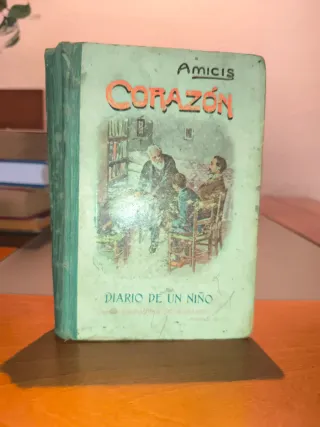 AMICIS
CORAZÓN
DIARIO DE UN NIÑO